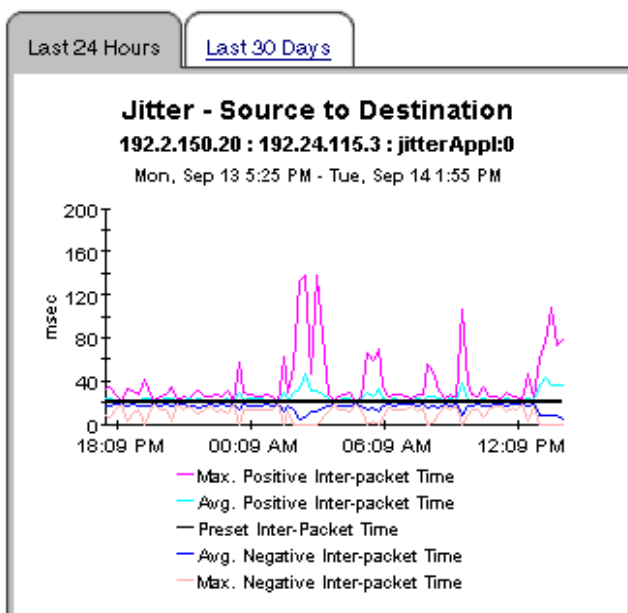 Last 24 Hours
Last 30 Days
Jitter - Source to Destination
192.2.150.20 : 192.24.115.3 : jitterAppl:0
Mon, Sep 13 5:25 PM - Tue, Sep 14 1:55 PM
200
160
120
80
40
0
msec
18:09 PM 00:09 AM 06:09 AM 12:09 PM
Max. Positive Inter-packet Time
Avg. Positive Inter-packet Time
Preset Inter-Packet Time
Avg. Negative Inter-packet Time
Max. Negative Inter-packet Time